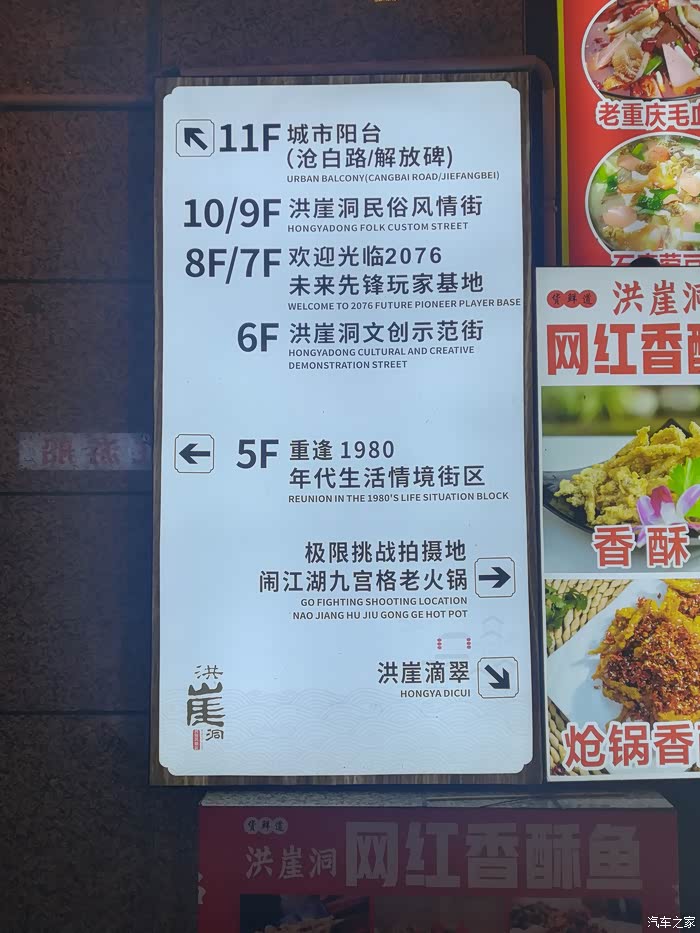 11F 城市阳台
(沧白路/解放碑)
URBAN BALCONY(CANGBAI ROAD/JIEFANGBEI)
10/9F 洪崖洞民俗风情街
HONGYADONG FOLK CUSTOM STREET
8F/7F 欢迎光临2076
未来先锋玩家基地
WELCOME TO 2076 FUTURE PIONEER PLAYER BASE
6F 洪崖洞文创示范街
HONGYADONG CULTURAL AND CREATIVE
DEMONSTRATION STREET
5F 重逢 1980
年代生活情境街区
REUNION IN THE 1980'S LIFE SITUATION BLOCK
极限挑战拍摄地
闹江湖九宫格老火锅
GO FIGHTING SHOOTING LOCATION
NAO JIANG HU JIU GONG GE HOT POT
洪崖滴翠
HONGYA DICUI
洪
崖
洞
老重庆毛血
洪崖洞
网红香酥
香酥
炝锅香酥
洪崖洞 网红香酥鱼
汽车之家